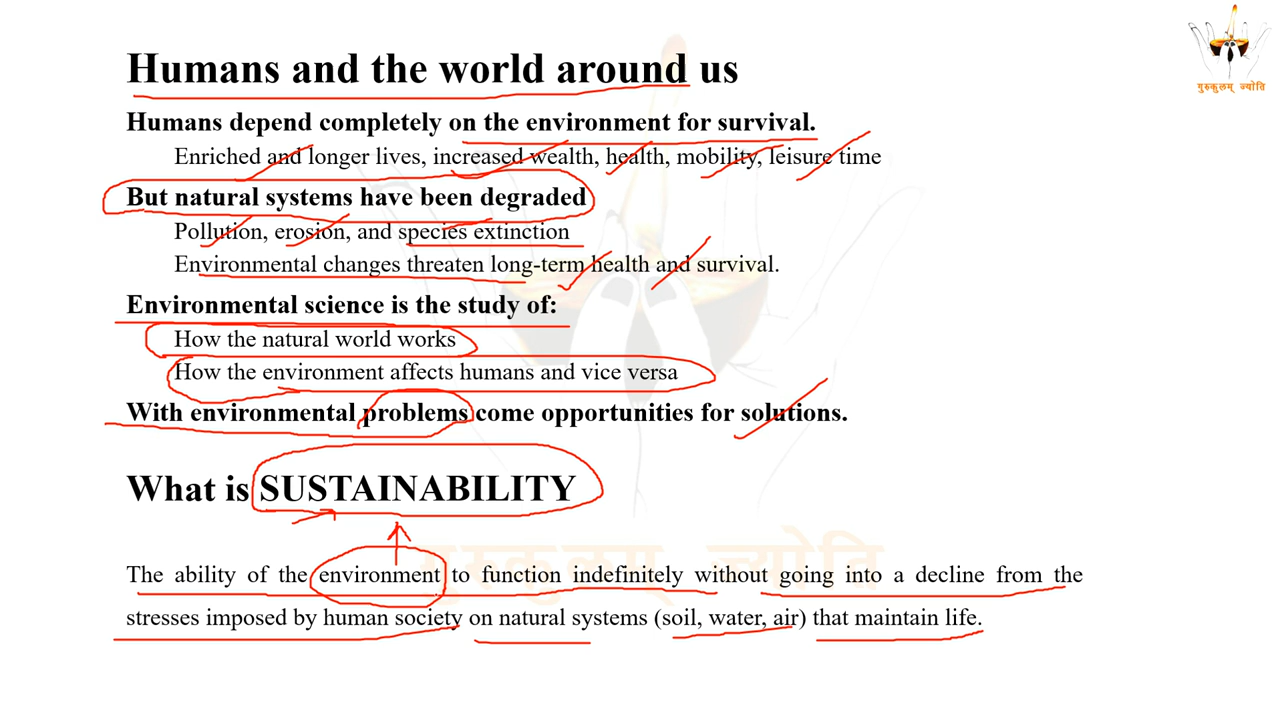 गुरुकुलम् ज्योति
Humans and the world around us
Humans depend completely on the environment for survival.
Enriched and longer lives, increased wealth, health, mobility, leisure time
But natural systems have been degraded
Pollution, erosion, and species extinction
Environmental changes threaten long-term health and survival.
Environmental science is the study of:
How the natural world works
How the environment affects humans and vice versa
With environmental problems come opportunities for solutions.
What is SUSTAINABILITY
गुरुकुलम् ज्योति
The ability of the environment to function indefinitely without going into a decline from the
stresses imposed by human society on natural systems (soil, water, air) that maintain life.